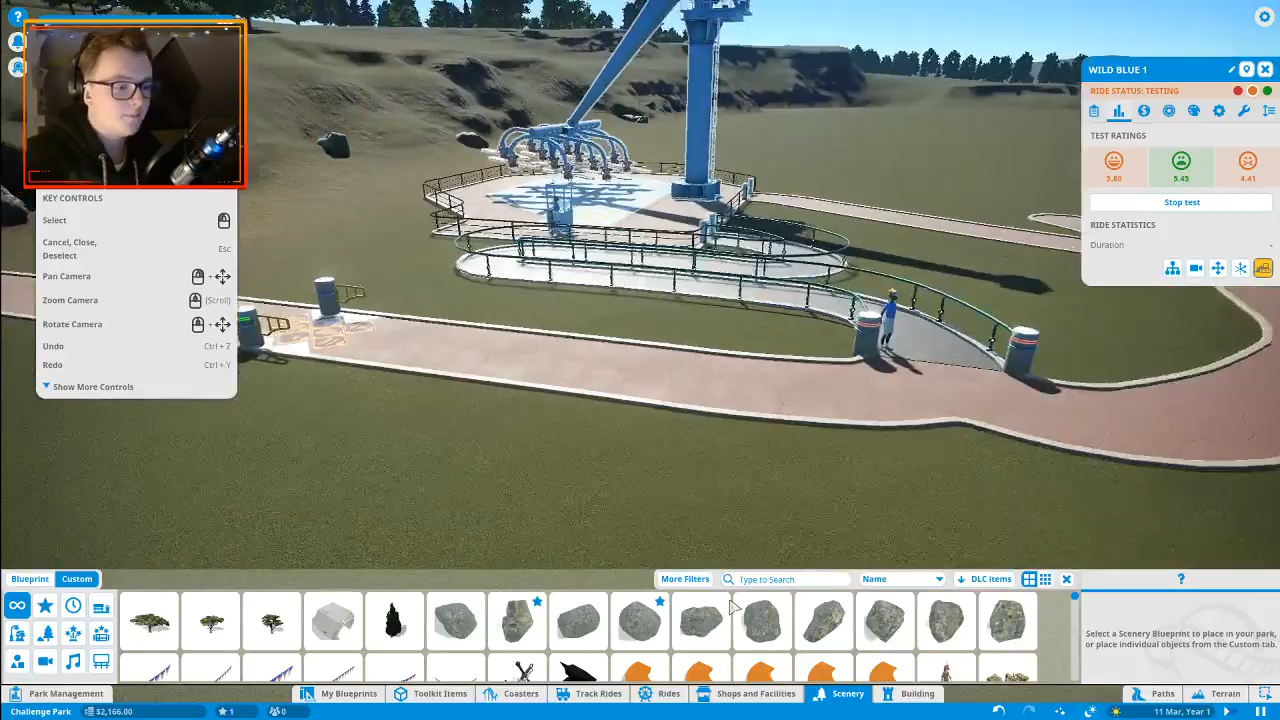 ?
WILD BLUE 1
RIDE STATUS: TESTING
TEST RATINGS
5.80 5.45 4.41
Stop test
RIDE STATISTICS
Duration -
KEY CONTROLS
Select
Cancel, Close, Deselect Esc
Pan Camera +
Zoom Camera (Scroll)
Rotate Camera +
Undo Ctrl + Z
Redo Ctrl + Y
Show More Controls
Blueprint Custom More Filters Type to Search Name DLC Items ?
Select a Scenery Blueprint to place in your park,
or place individual objects from the Custom tab.
Park Management My Blueprints Toolkit Items Coasters Track Rides Rides Shops and Facilities Scenery Building Paths Terrain
Challenge Park $2,166.00 1 0 11 Mar, Year 1